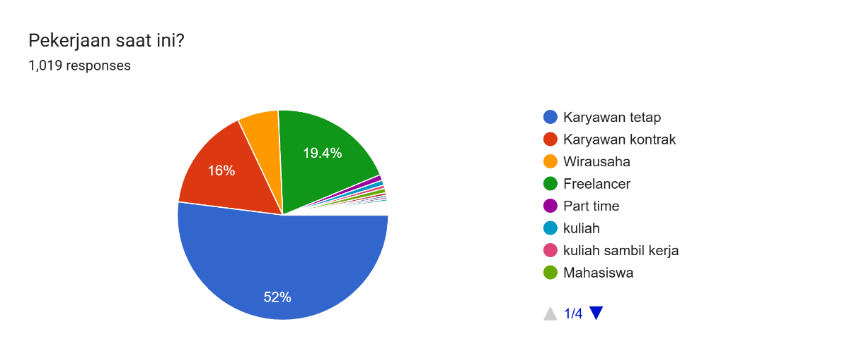 Pekerjaan saat ini?
1,019 responses
19.4%
16%
52%
Karyawan tetap
Karyawan kontrak
Wirausaha
Freelancer
Part time
kuliah
kuliah sambil kerja
Mahasiswa
1/4